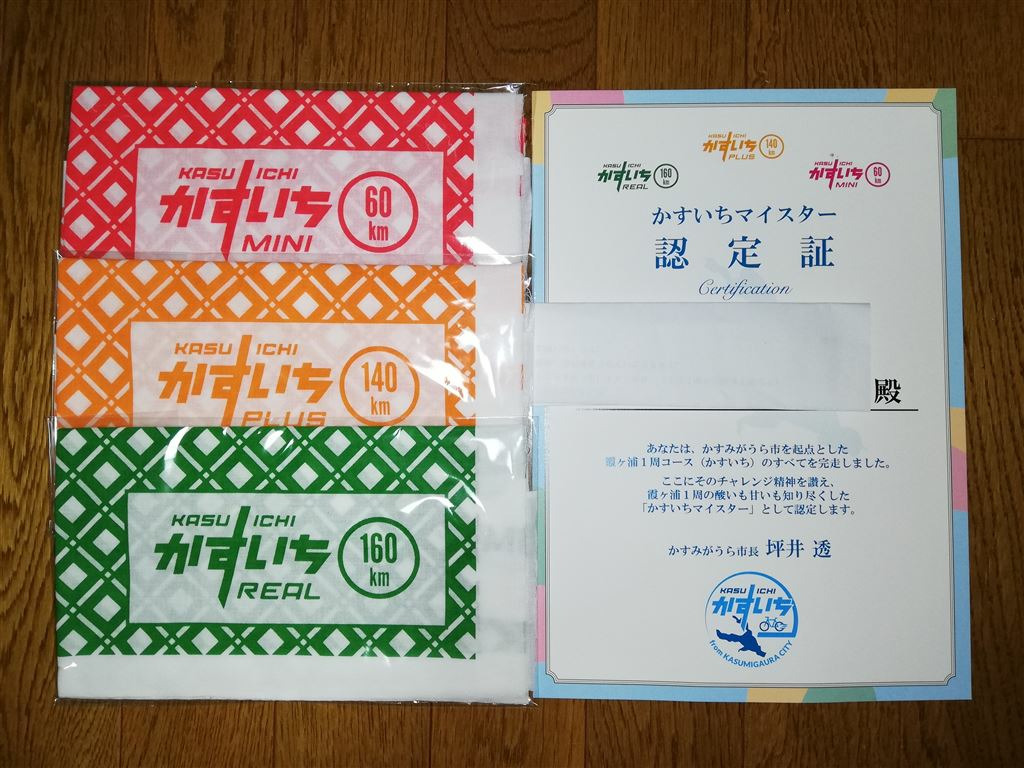 KASU ICHI
かすいち
MINI
60
km
KASU ICHI
かすいち
PLUS
140
km
KASU ICHI
かすいち
REAL
160
km
KASU ICHI
かすいち
PLUS
140
km
KASU ICHI
かすいち
REAL
160
km
KASU ICHI
かすいち
MINI
60
km
かすいちマイスター
認定証
Certification
殿
あなたは、かすみがうら市を起点とした
霞ヶ浦1周コース（かすいち）のすべてを完走しました。
ここにそのチャレンジ精神を讃え、
霞ヶ浦1周の酸いも甘いも知り尽くした
「かすいちマイスター」として認定します。
かすみがうら市長 坪井 透
KASU ICHI
かすいち
from KASUMIGAURA CITY